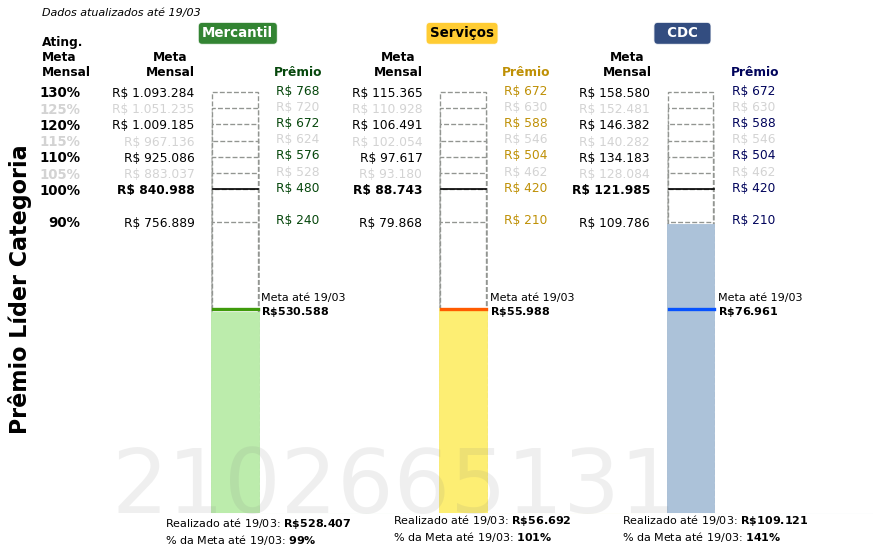 Dados atualizados até 19/03
Mercantil Serviços CDC
Ating. Meta Mensal Meta Mensal Prêmio Meta Mensal Prêmio Meta Mensal Prêmio
130% R$ 1.093.284 R$ 768 R$ 115.365 R$ 672 R$ 158.580 R$ 672
125% R$ 1.051.235 R$ 720 R$ 110.928 R$ 630 R$ 152.481 R$ 630
120% R$ 1.009.185 R$ 672 R$ 106.491 R$ 588 R$ 146.382 R$ 588
115% R$ 967.136 R$ 624 R$ 102.054 R$ 546 R$ 140.282 R$ 546
110% R$ 925.086 R$ 576 R$ 97.617 R$ 504 R$ 134.183 R$ 504
105% R$ 883.037 R$ 528 R$ 93.180 R$ 462 R$ 128.084 R$ 462
100% R$ 840.988 R$ 480 R$ 88.743 R$ 420 R$ 121.985 R$ 420
90% R$ 756.889 R$ 240 R$ 79.868 R$ 210 R$ 109.786 R$ 210
Prêmio Líder Categoria
Meta até 19/03 Meta até 19/03 Meta até 19/03
R$530.588 R$55.988 R$76.961
2102665131
Realizado até 19/03: R$528.407 Realizado até 19/03: R$56.692 Realizado até 19/03: R$109.121
% da Meta até 19/03: 99% % da Meta até 19/03: 101% % da Meta até 19/03: 141%